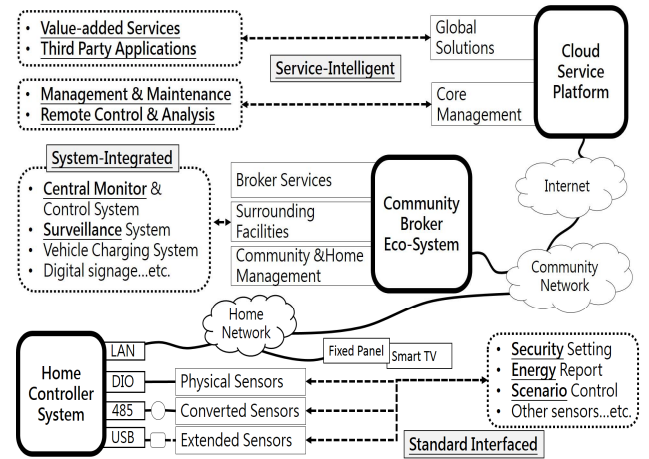 • Value-added Services
• Third Party Applications
Service-Intelligent
Global
Solutions
Cloud
Service
Platform
• Management & Maintenance
• Remote Control & Analysis
Core
Management
System-Integrated
• Central Monitor &
Control System
• Surveillance System
• Vehicle Charging System
• Digital signage...etc.
Broker Services
Surrounding
Facilities
Community &Home
Management
Community
Broker
Eco-System
Internet
Community
Network
Home
Network
Fixed Panel
Smart TV
Home
Controller
System
LAN
DIO
485
USB
Physical Sensors
Converted Sensors
Extended Sensors
• Security Setting
• Energy Report
• Scenario Control
• Other sensors...etc.
Standard Interfaced